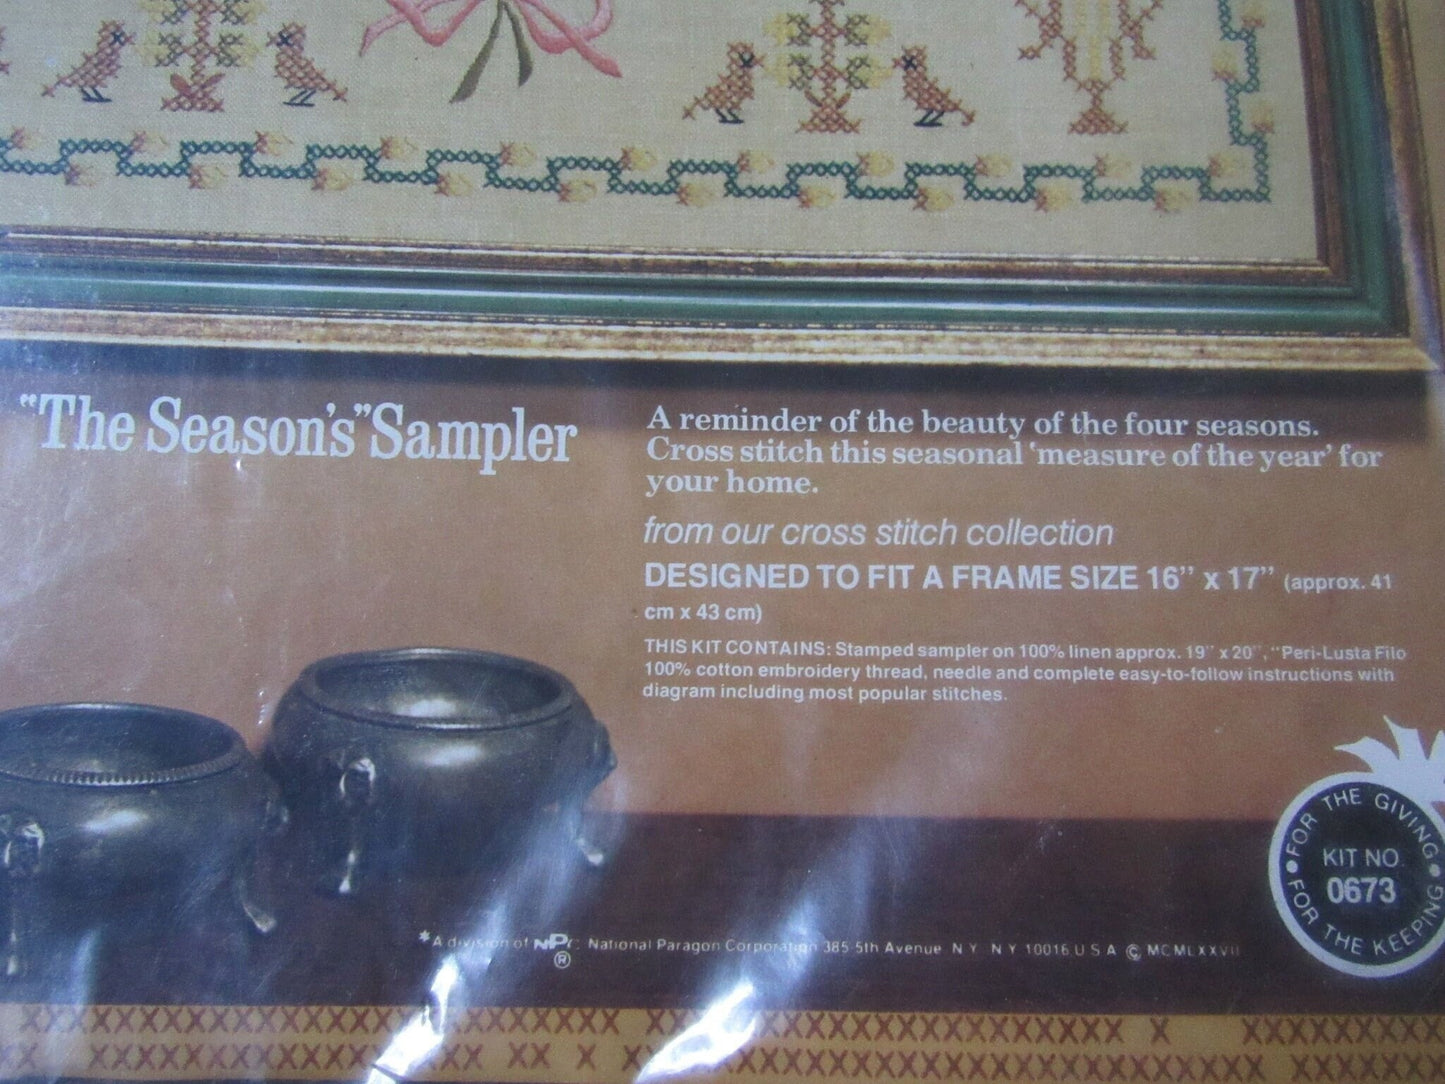 "The Season's" Sampler
A reminder of the beauty of the four seasons.
Cross stitch this seasonal 'measure of the year' for
your home.
from our cross stitch collection
DESIGNED TO FIT A FRAME SIZE 16" x 17" (approx. 41
cm x 43 cm)
THIS KIT CONTAINS: Stamped sampler on 100% linen approx. 19" x 20", "Peri-Lusta Filo
100% cotton embroidery thread, needle and complete easy-to-follow instructions with
diagram including most popular stitches.
FOR THE GIVING
KIT NO.
0673
FOR THE KEEPING
*A division of NPC National Paragon Corporation 385-5th Avenue N.Y. N.Y. 10016 U.S.A. © MCMLXXVII
®